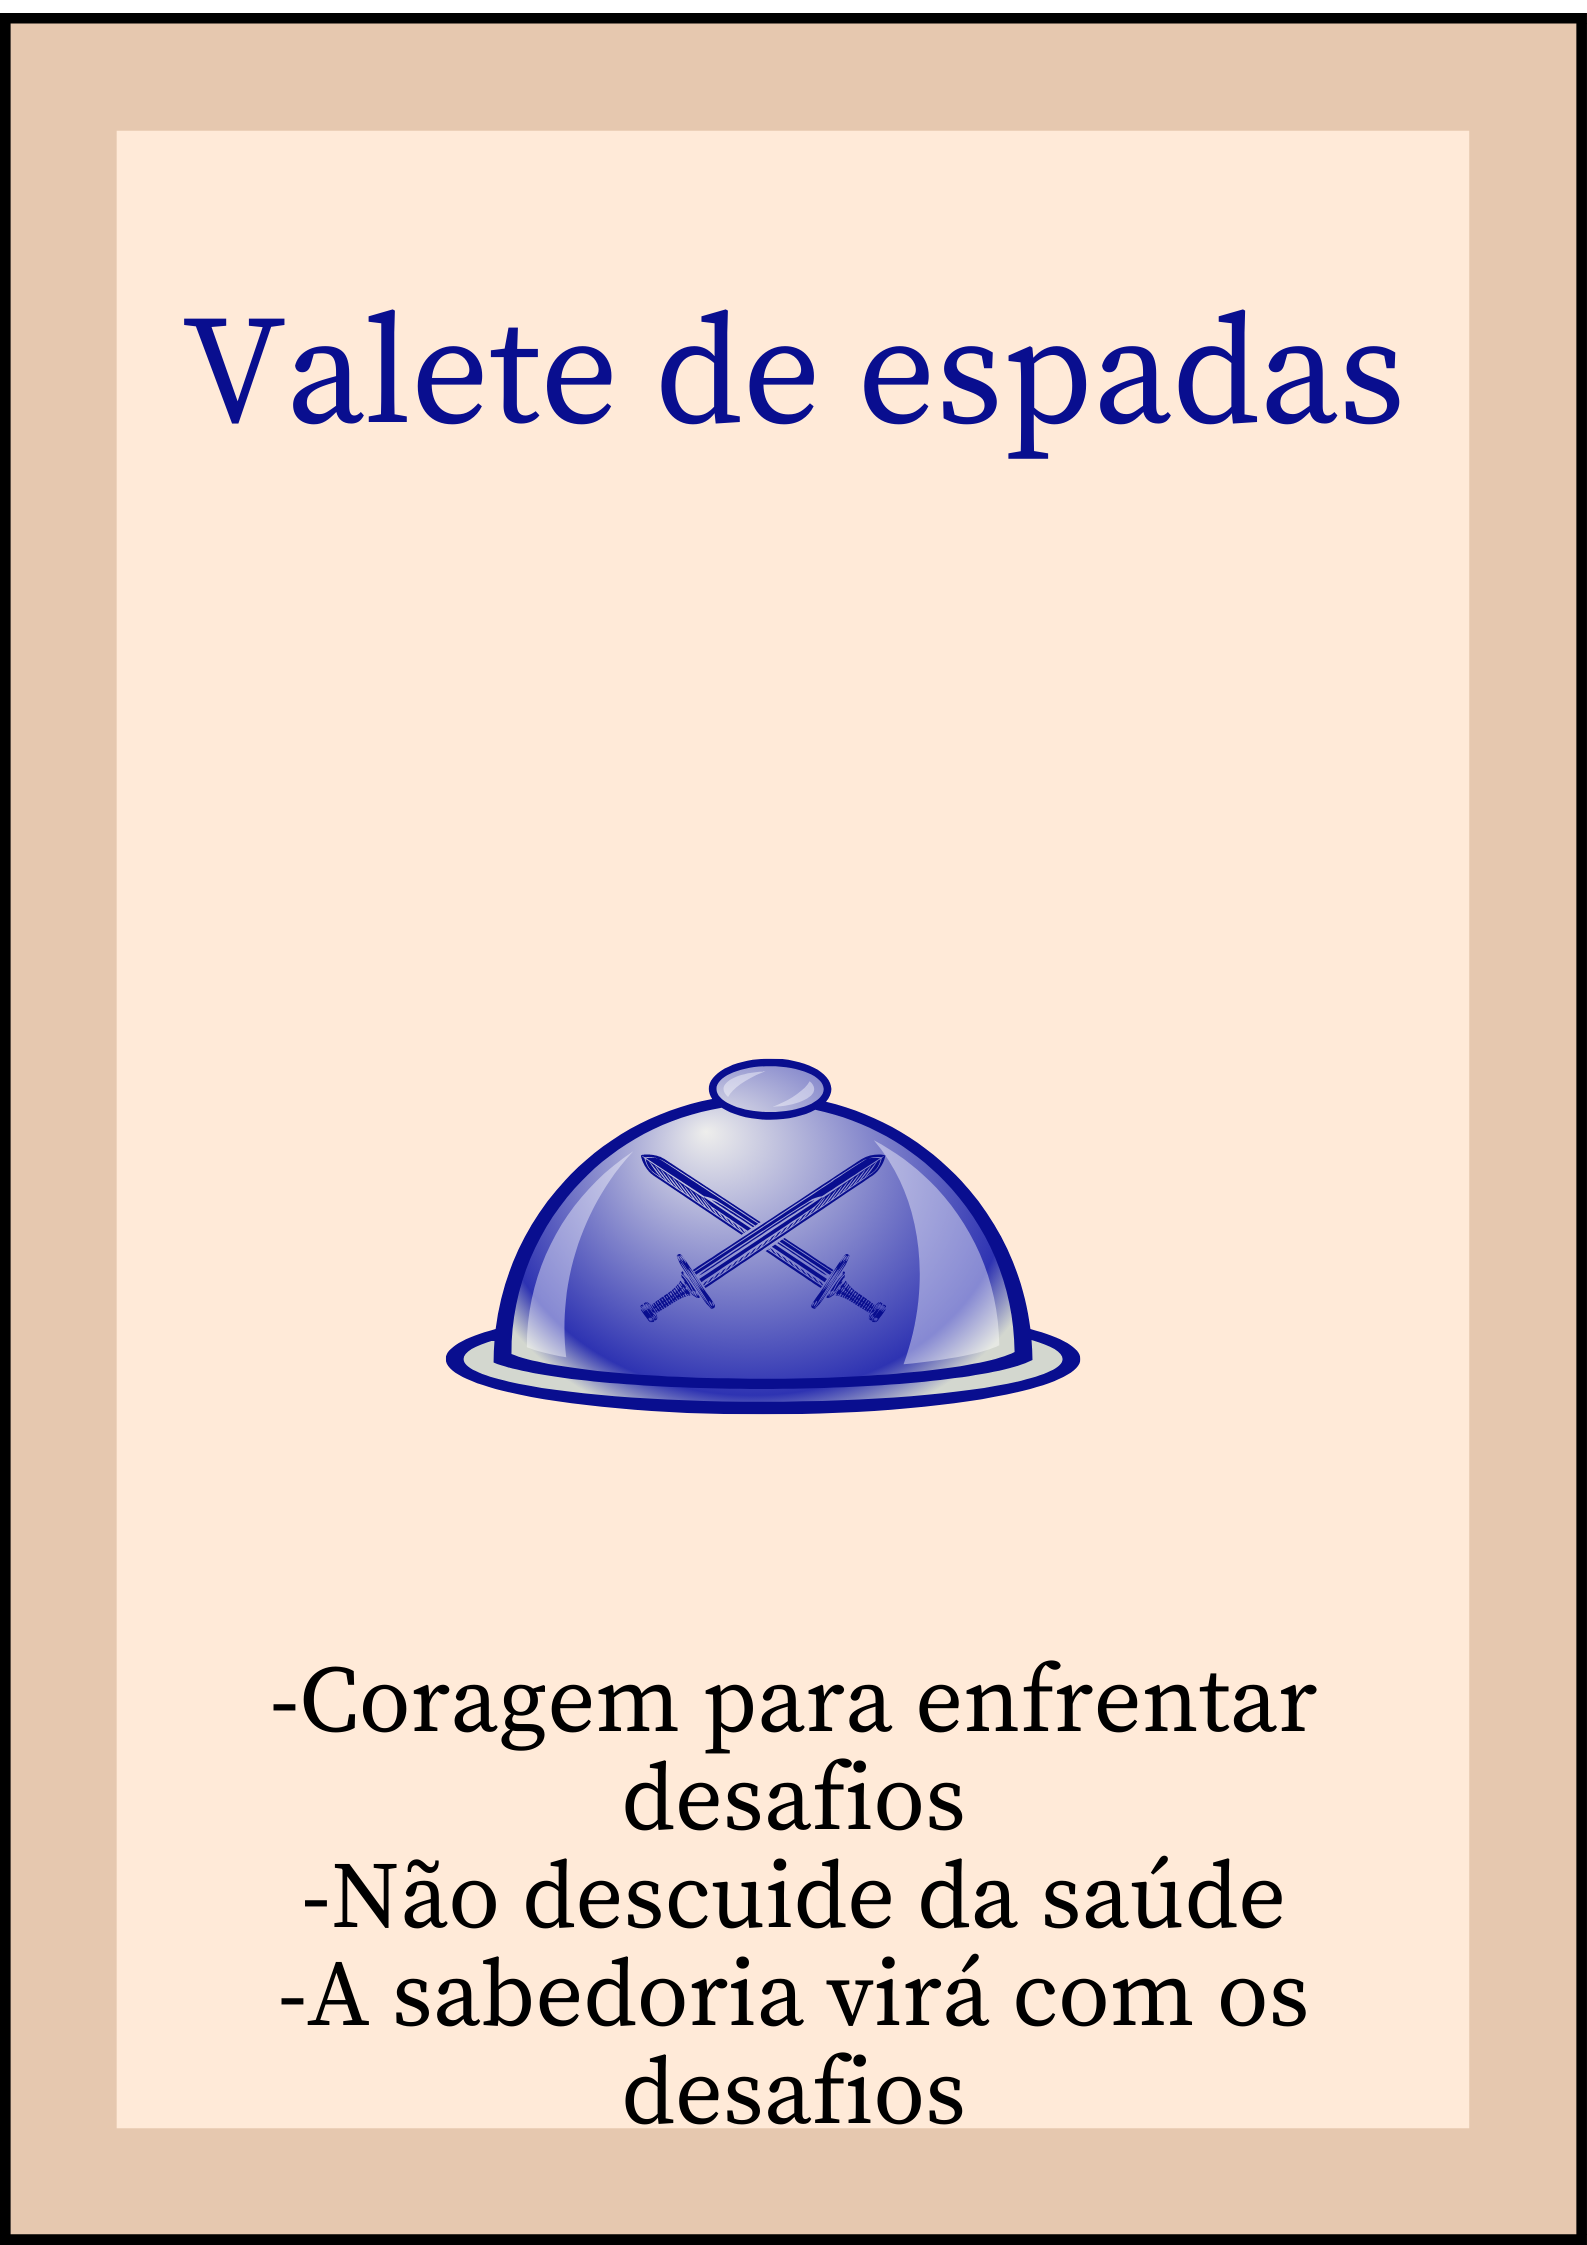 Valete de espadas
-Coragem para enfrentar
desafios
-Não descuide da saúde
-A sabedoria virá com os
desafios